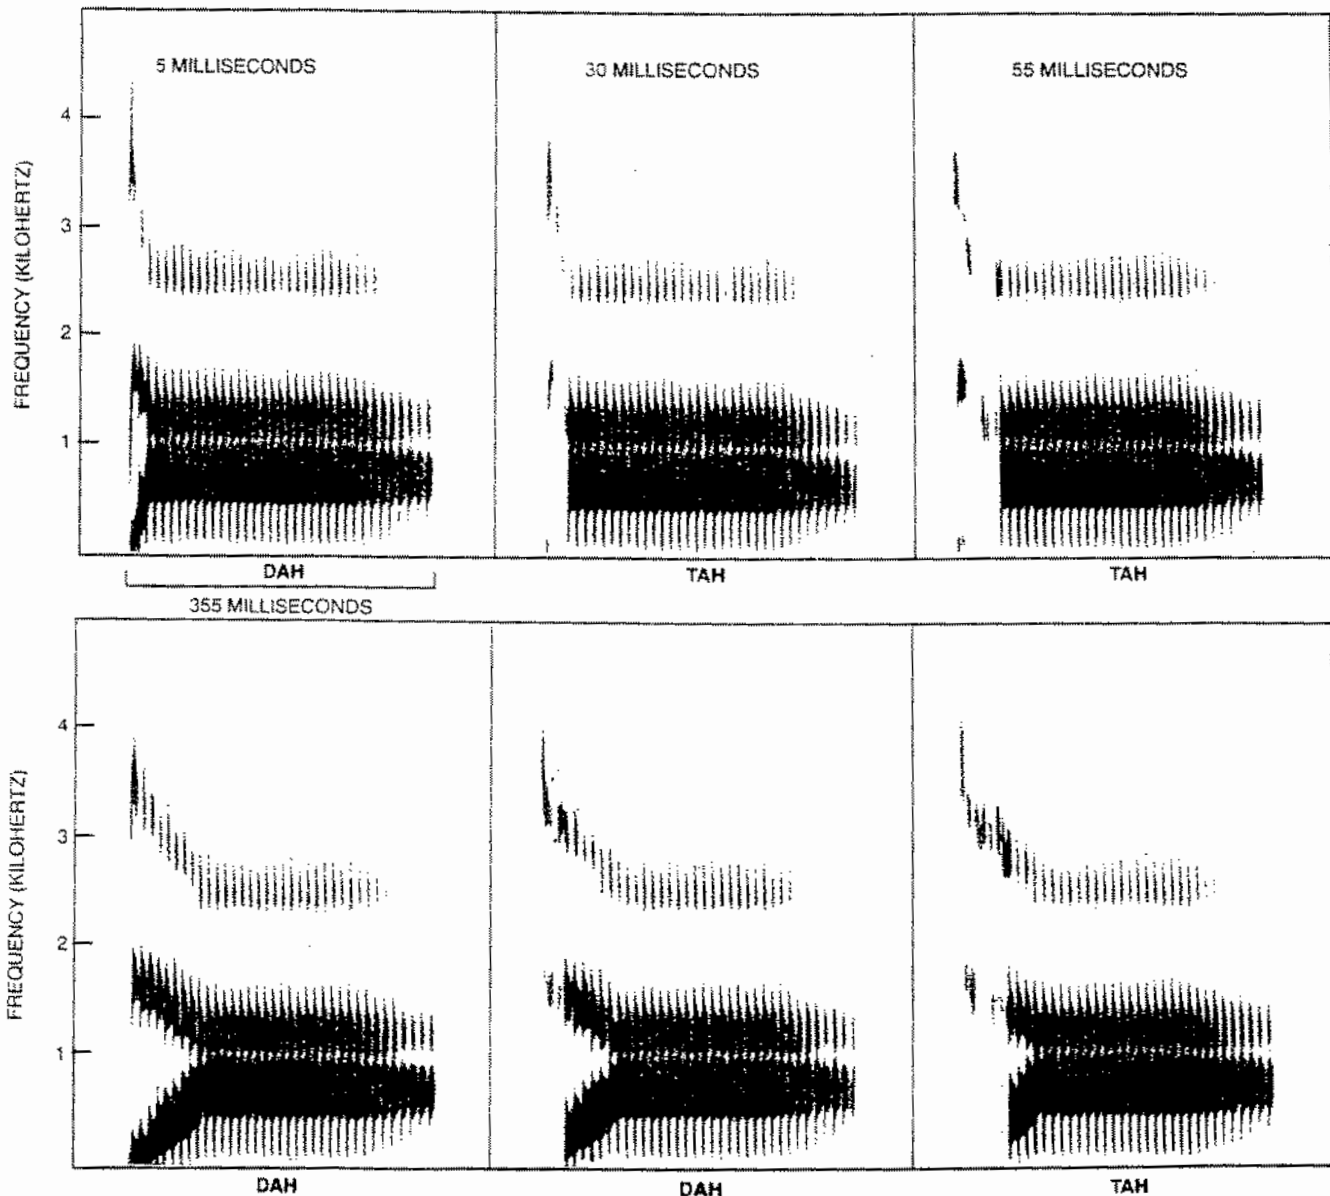 5 MILLISECONDS
30 MILLISECONDS
55 MILLISECONDS
FREQUENCY (KILOHERTZ)
4
3
2
1
DAH
TAH
TAH
355 MILLISECONDS
FREQUENCY (KILOHERTZ)
4
3
2
1
DAH
DAH
TAH